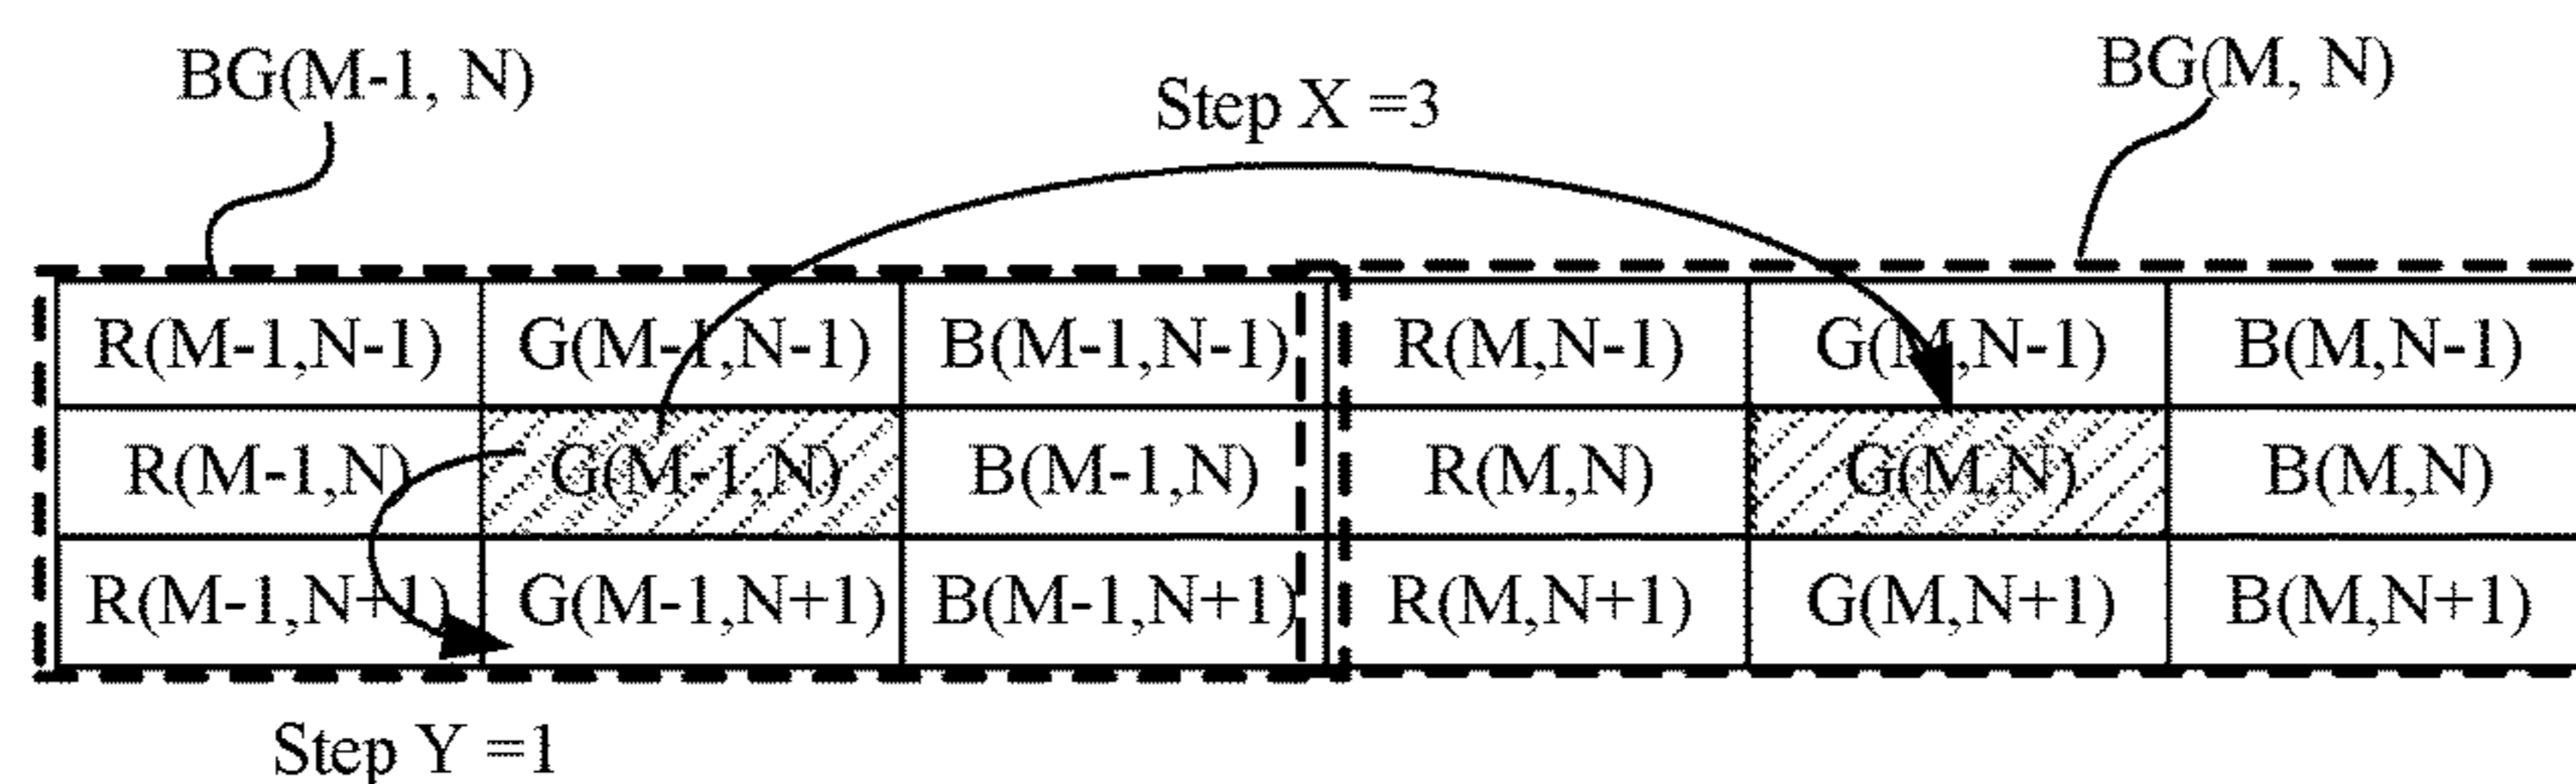 BG(M-1, N)
BG(M, N)
Step X =3
R(M-1,N-1) G(M-1,N-1) B(M-1,N-1) R(M,N-1) G(M,N-1) B(M,N-1)
R(M-1,N) G(M-1,N) B(M-1,N) R(M,N) G(M,N) B(M,N)
R(M-1,N+1) G(M-1,N+1) B(M-1,N+1) R(M,N+1) G(M,N+1) B(M,N+1)
Step Y =1